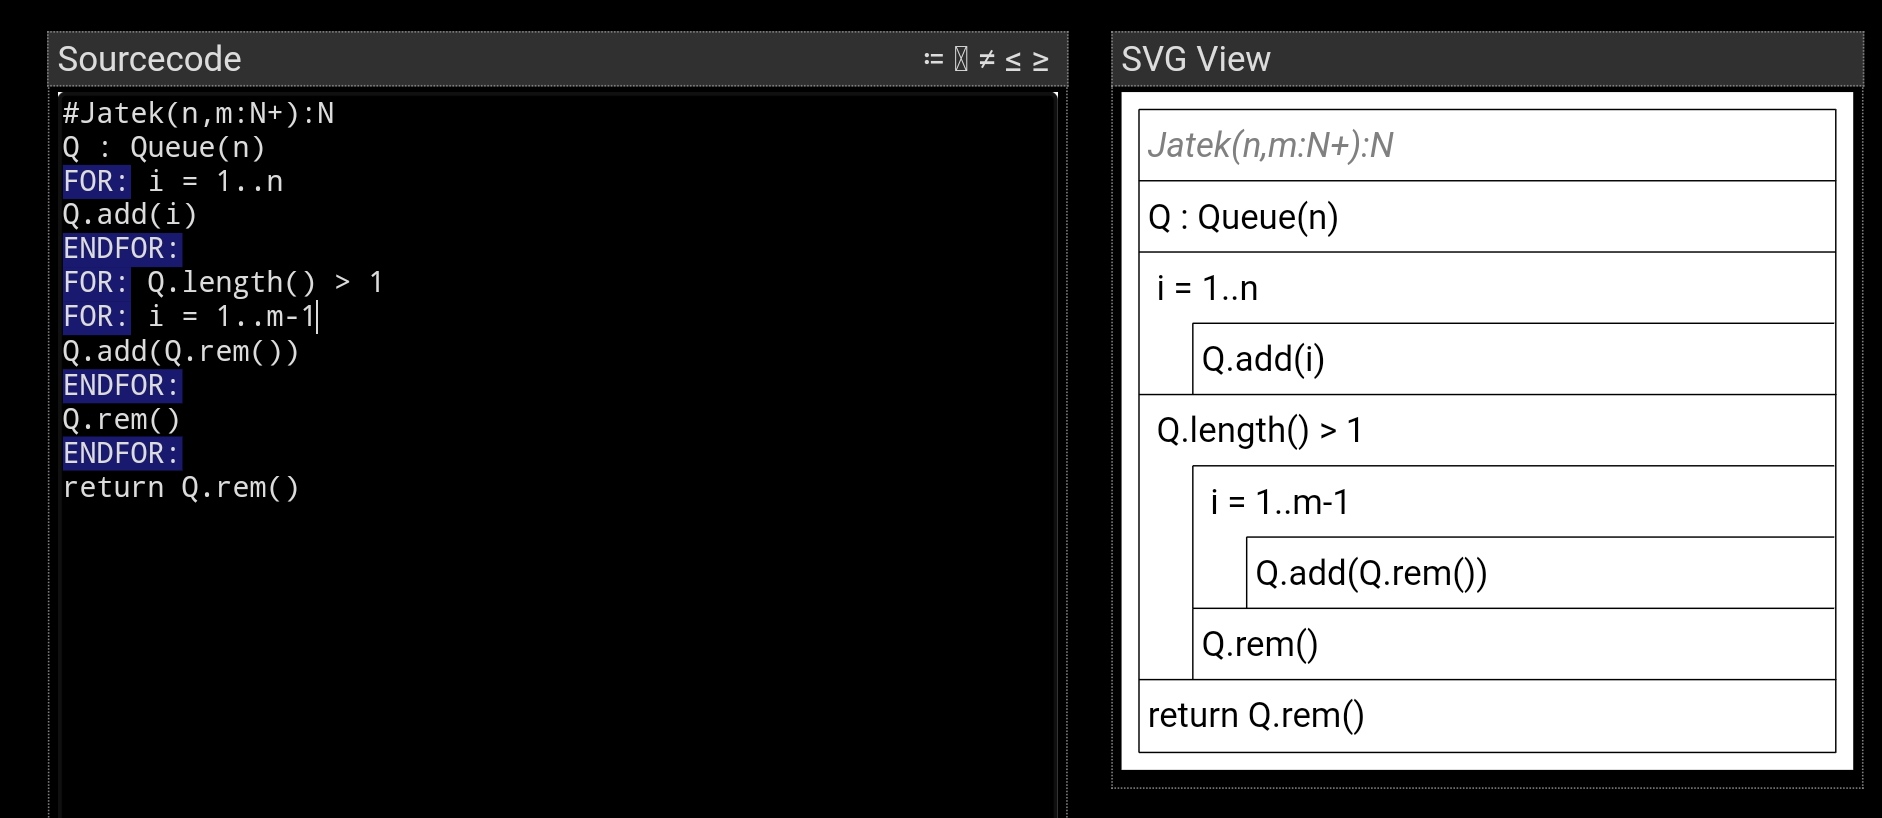 Sourcecode
≔ ≠ ≤ ≥
#Jatek(n,m:N+):N
Q : Queue(n)
FOR: i = 1..n
Q.add(i)
ENDFOR:
FOR: Q.length() > 1
FOR: i = 1..m-1
Q.add(Q.rem())
ENDFOR:
Q.rem()
ENDFOR:
return Q.rem()
SVG View
Jatek(n,m:N+):N
Q : Queue(n)
i = 1..n
Q.add(i)
Q.length() > 1
i = 1..m-1
Q.add(Q.rem())
Q.rem()
return Q.rem()